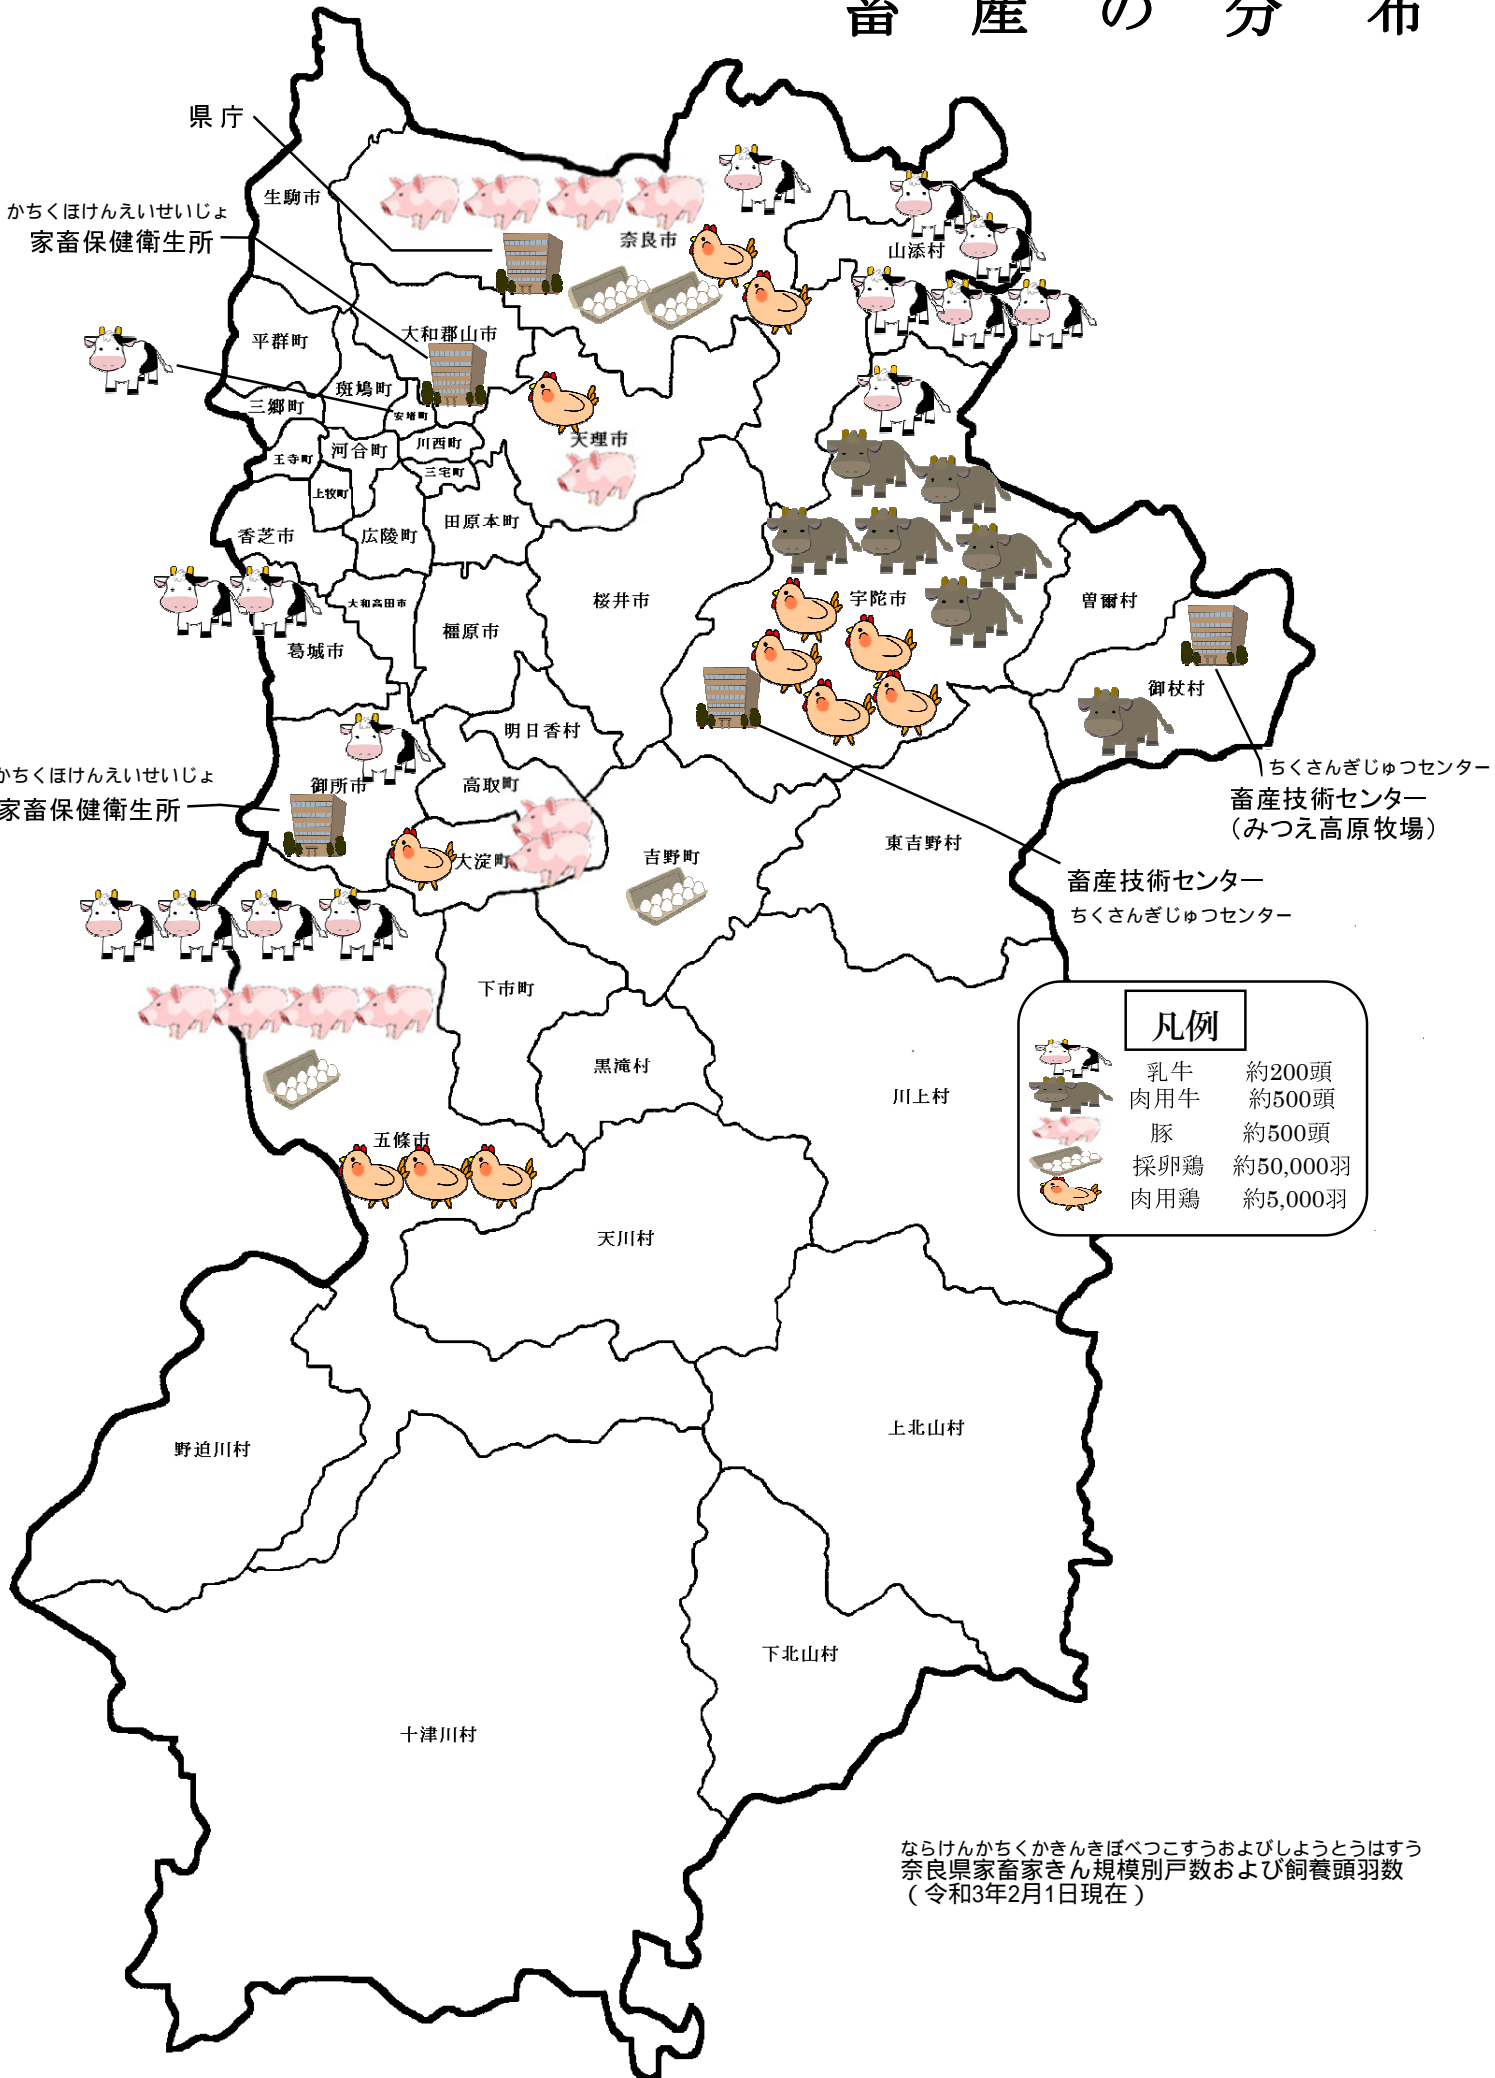 畜産の分布
県庁
生駒市
かちくほけんえいせいじょ
家畜保健衛生所
奈良市
山添村
平群町
大和郡山市
斑鳩町
三郷町
安堵町
天理市
川西町
河合町
王寺町
三宅町
上牧町
田原本町
香芝市
広陵町
大和高田市
桜井市
宇陀市
曽爾村
橿原市
葛城市
御杖村
明日香村
ちくさんぎじゅつセンター
畜産技術センター
（みつえ高原牧場）
かちくほけんえいせいじょ
家畜保健衛生所
御所市
高取町
大淀町
吉野町
東吉野村
畜産技術センター
ちくさんぎじゅつセンター
下市町
黒滝村
川上村
凡例
乳牛 約200頭
肉用牛 約500頭
豚 約500頭
採卵鶏 約50,000羽
肉用鶏 約5,000羽
五條市
天川村
野迫川村
上北山村
下北山村
十津川村
ならけんかちくかきんきぼべつこすうおよびしようとうはすう
奈良県家畜家きん規模別戸数および飼養頭羽数
（令和3年2月1日現在）